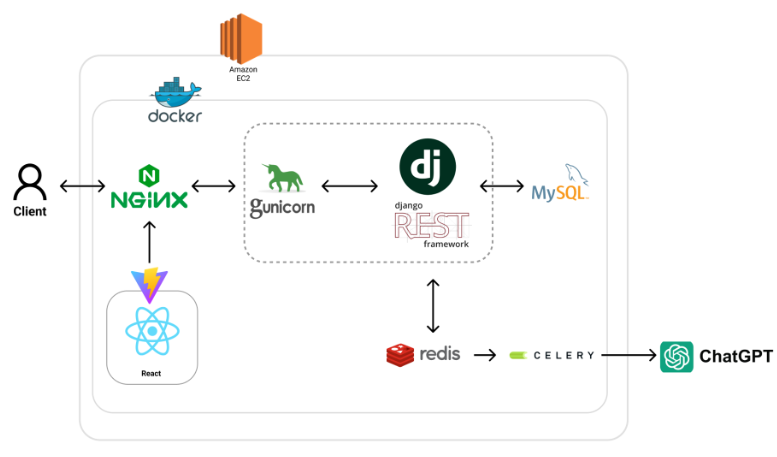 Amazon
EC2
docker
Client
NGINX
gunicorn
dj
django
REST
framework
MySQL
React
redis
CELERY
ChatGPT